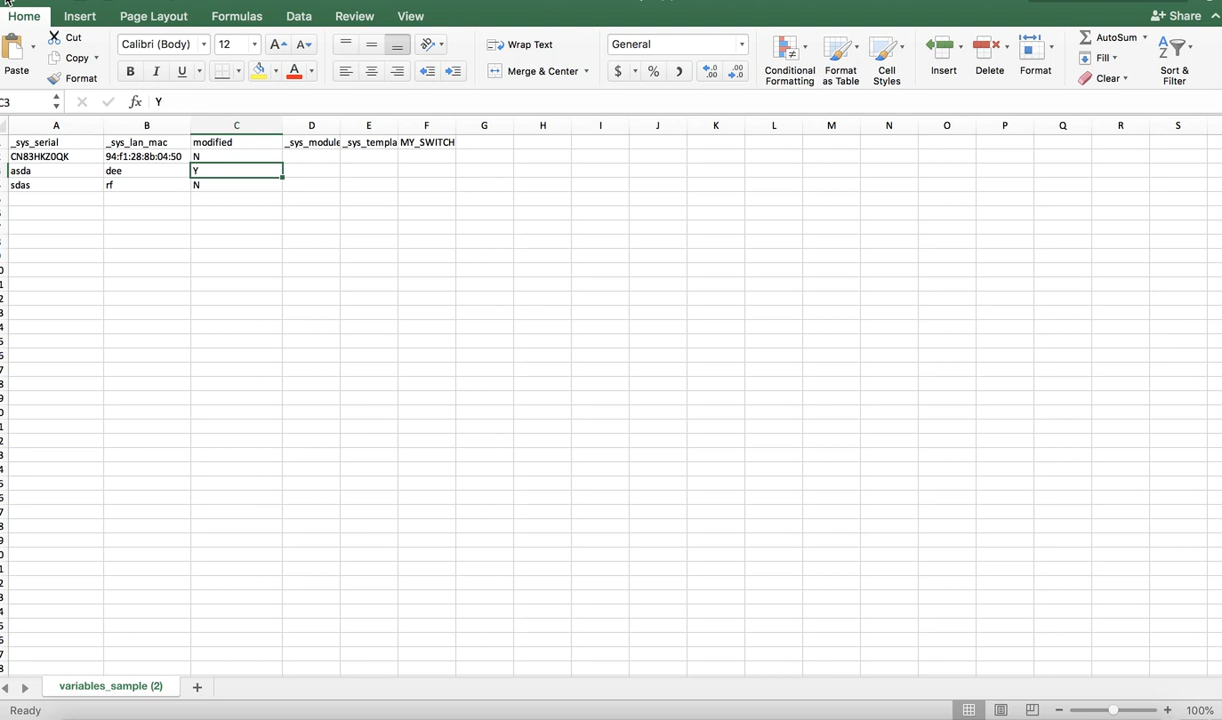 Home Insert Page Layout Formulas Data Review View Share
Cut
Calibri (Body) 12 Wrap Text General AutoSum
Copy
Fill
Paste Format B I U Merge & Center $ % Conditional Formatting Format as Table Cell Styles Insert Delete Format Clear Sort & Filter
C3 fx Y
A B C D E F G H I J K L M N O P Q R S
_sys_serial _sys_lan_mac modified _sys_module _sys_templa MY_SWITCH
CN83HKZ0QK 94:f1:28:8b:04:50 N
asda dee Y
sdas rf N
variables_sample (2)
Ready 100%